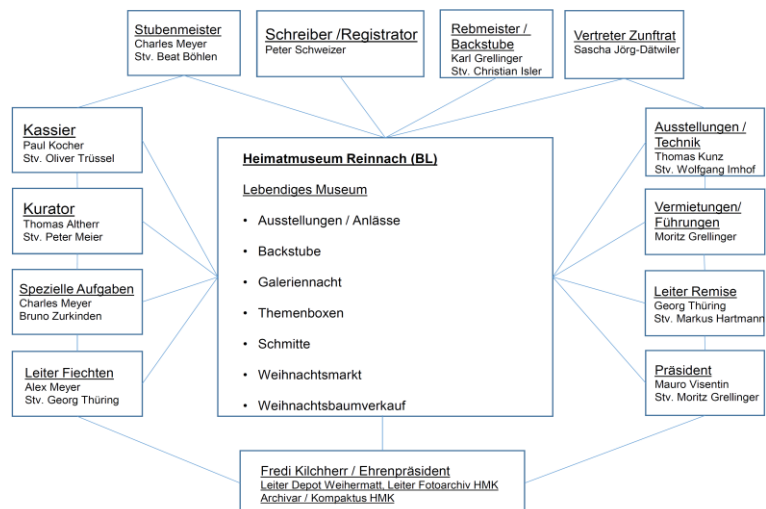 Stubenmeister
Charles Meyer
Stv. Beat Böhlen
Schreiber /Registrator
Peter Schweizer
Rebmeister /
Backstube
Karl Grellinger
Stv. Christian Isler
Vertreter Zunftrat
Sascha Jörg-Dätwiler
Kassier
Paul Kocher
Stv. Oliver Trüssel
Kurator
Thomas Altherr
Stv. Peter Meier
Spezielle Aufgaben
Charles Meyer
Bruno Zurkinden
Leiter Fiechten
Alex Meyer
Stv. Georg Thüring
Heimatmuseum Reinnach (BL)
Lebendiges Museum
• Ausstellungen / Anlässe
• Backstube
• Galeriennacht
• Themenboxen
• Schmitte
• Weihnachtsmarkt
• Weihnachtsbaumverkauf
Ausstellungen /
Technik
Thomas Kunz
Stv. Wolfgang Imhof
Vermietungen/
Führungen
Moritz Grellinger
Leiter Remise
Georg Thüring
Stv. Markus Hartmann
Präsident
Mauro Visentin
Stv. Moritz Grellinger
Fredi Kilchherr / Ehrenpräsident
Leiter Depot Weihermatt, Leiter Fotoarchiv HMK
Archivar / Kompaktus HMK